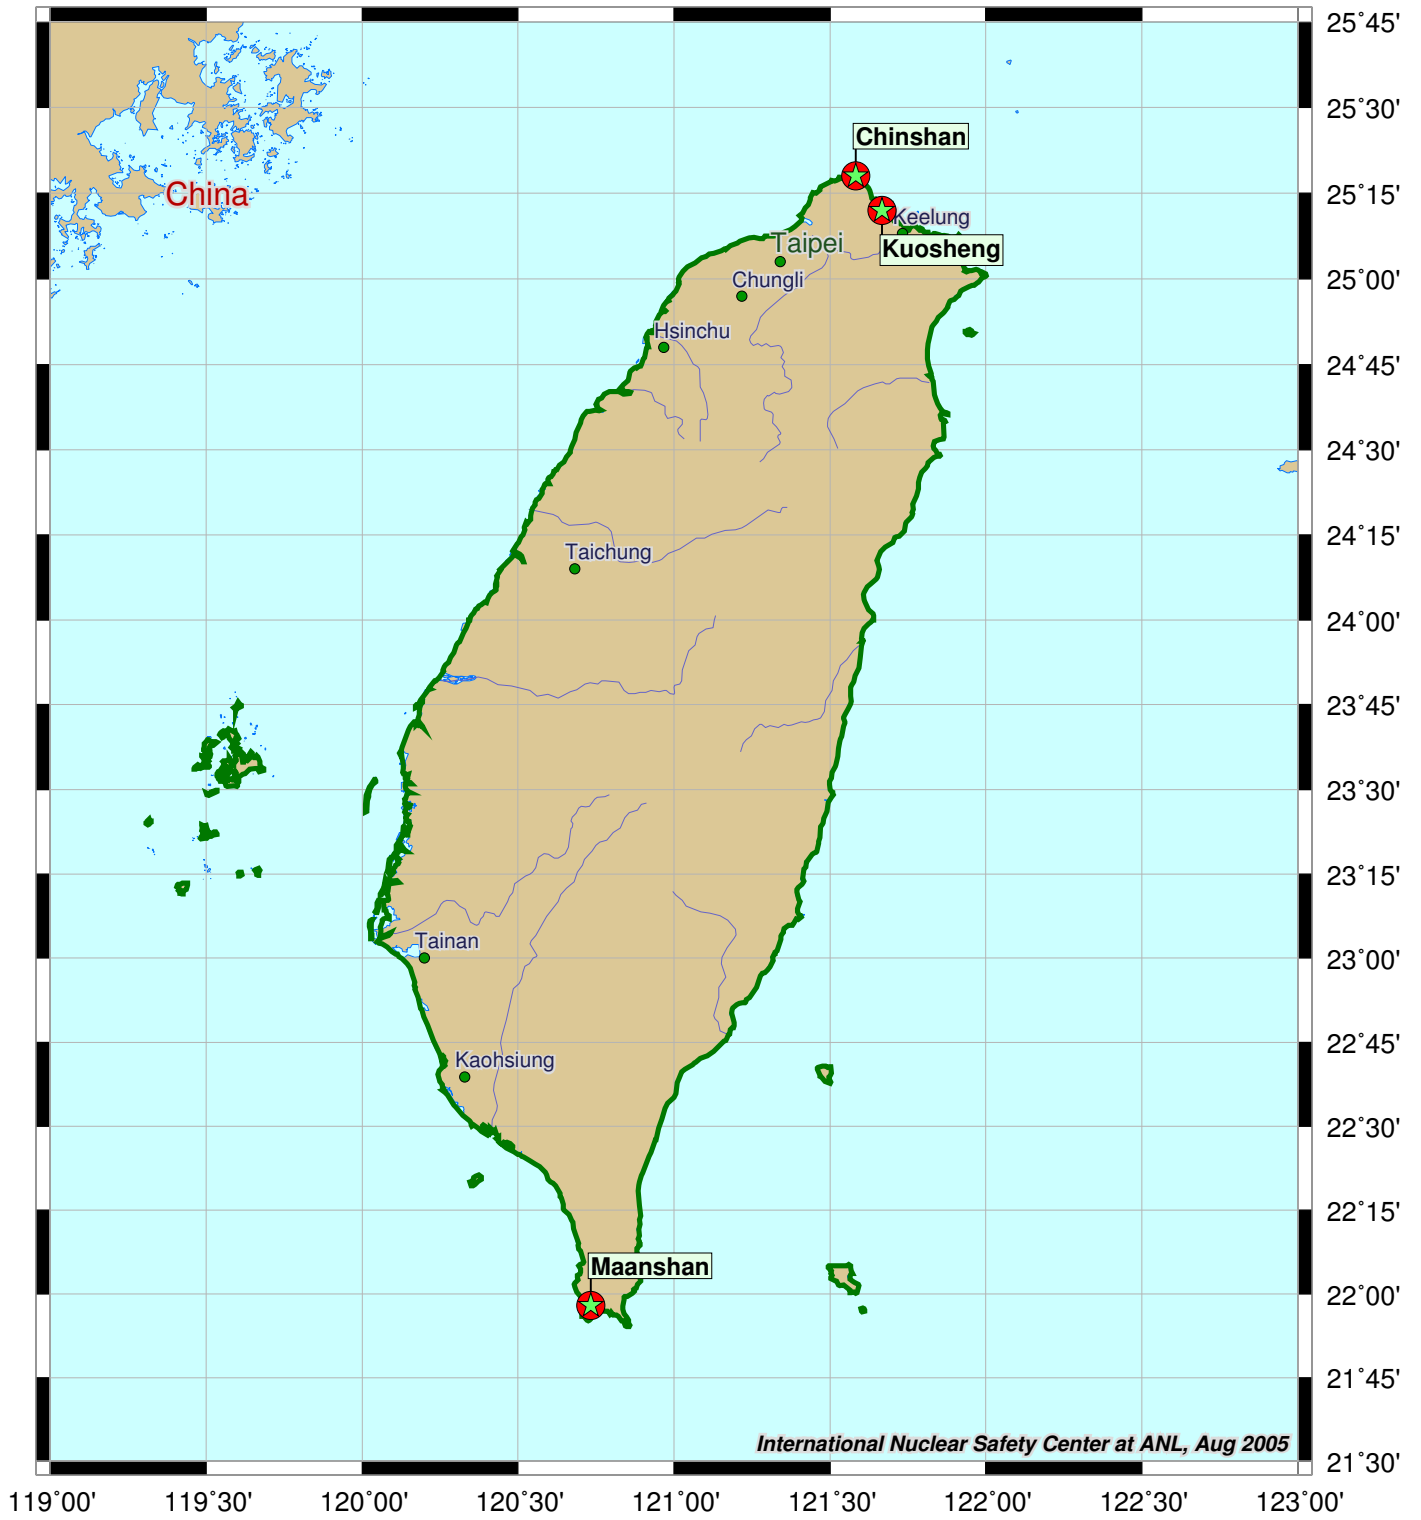 25˚45'
25˚30'
Chinshan
China
25˚15'
Keelung
Taipei
Kuosheng
Chungli
25˚00'
Hsinchu
24˚45'
24˚30'
24˚15'
Taichung
24˚00'
23˚45'
23˚30'
23˚15'
Tainan
23˚00'
22˚45'
Kaohsiung
22˚30'
22˚15'
Maanshan
22˚00'
21˚45'
International Nuclear Safety Center at ANL, Aug 2005
21˚30'
119˚00' 119˚30' 120˚00' 120˚30' 121˚00' 121˚30' 122˚00' 122˚30' 123˚00'